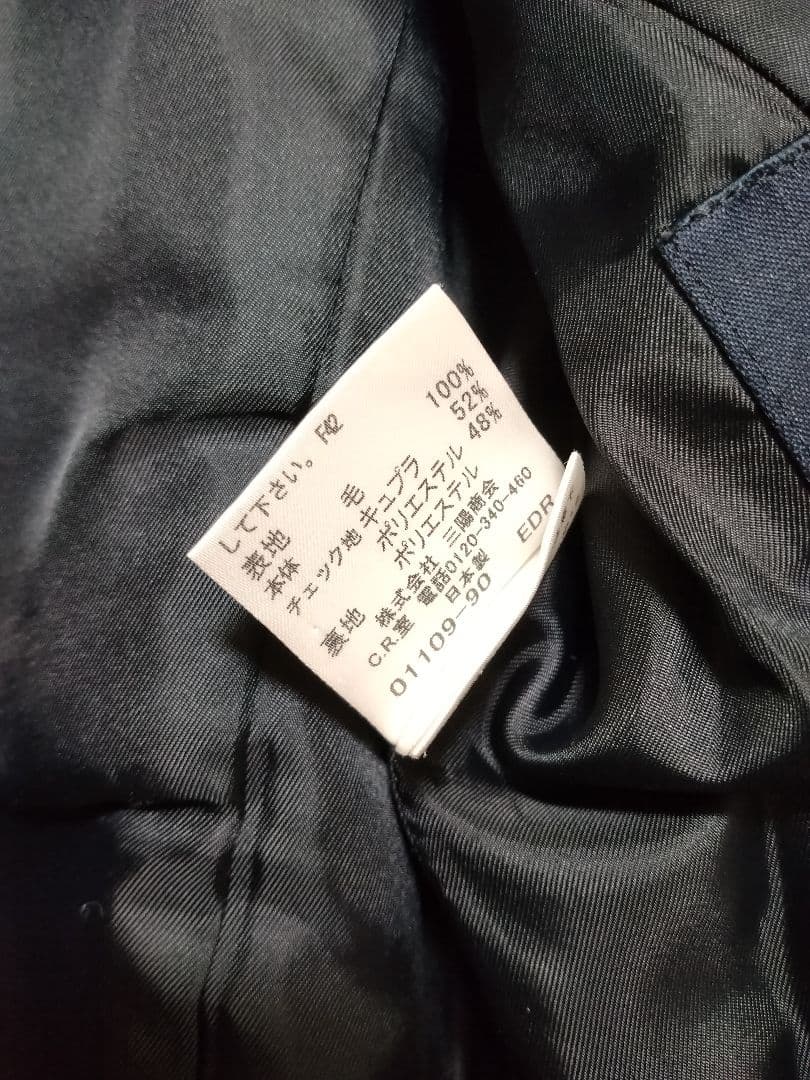 して下さい。 F42
表地
本体 毛 100%
チェック地 キュプラ 52%
ポリエステル 48%
裏地 ポリエステル
株式会社 三陽商会
C.R.室 電話0120-340-460
日本製
01109-90 EDR